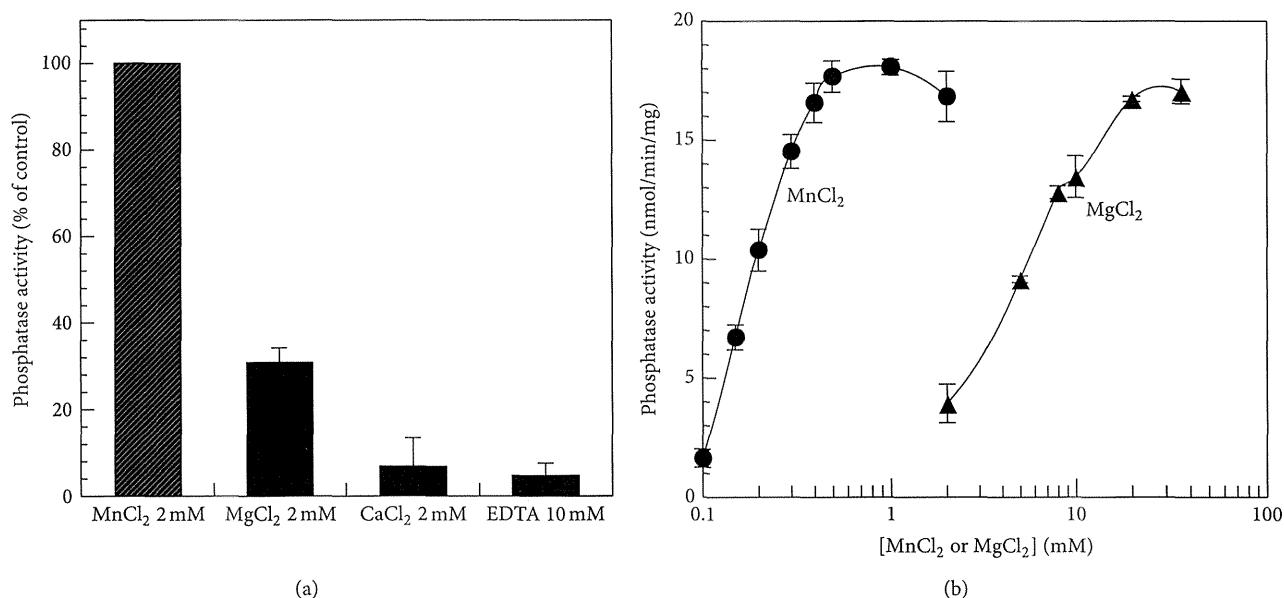 Phosphatase activity (% of control)
100
80
60
40
20
0
MnCl₂ 2 mM
MgCl₂ 2 mM
CaCl₂ 2 mM
EDTA 10 mM
(a)
Phosphatase activity (nmol/min/mg)
20
15
10
5
0
MnCl₂
MgCl₂
0.1
1
10
100
[MnCl₂ or MgCl₂] (mM)
(b)